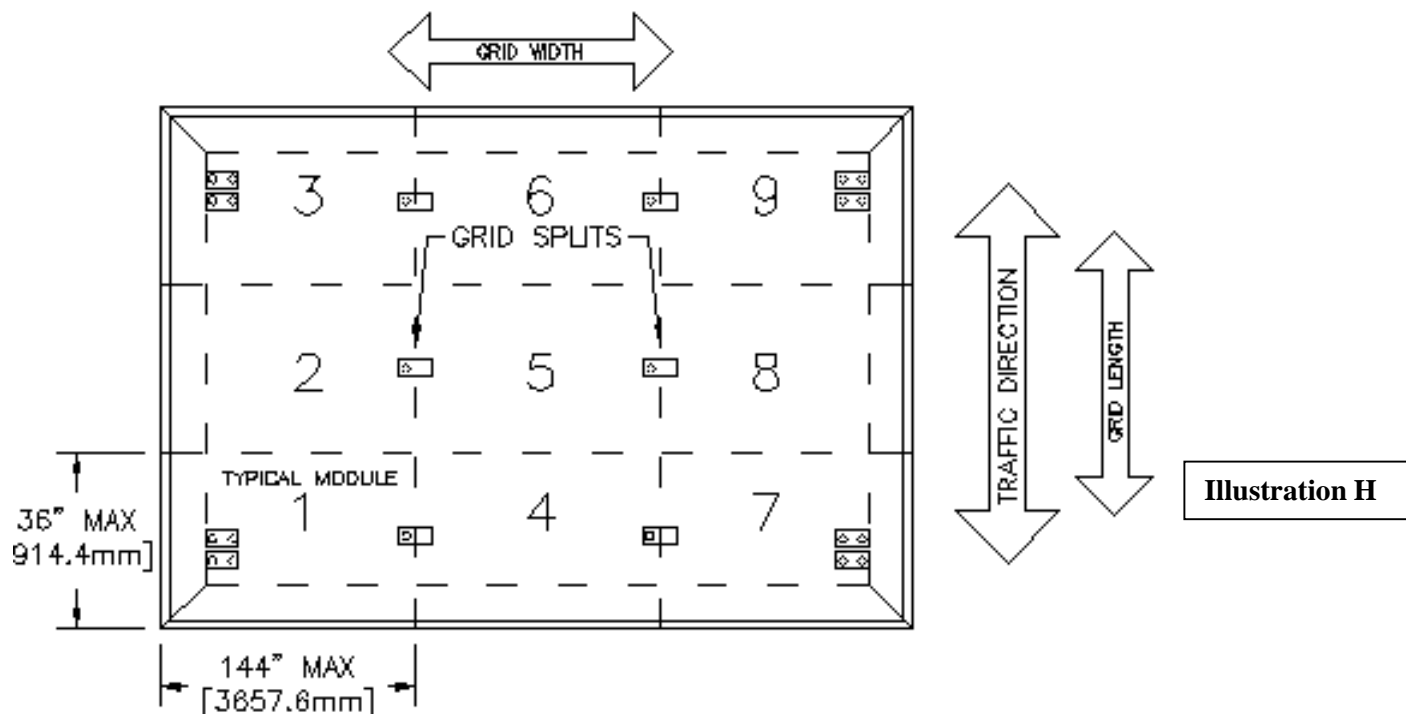 GRID WIDTH
3 6 9
GRID SPLITS
2 5 8
TYPICAL MODULE
1 4 7
36" MAX
914.4mm]
144" MAX
[3657.6mm]
TRAFFIC DIRECTION
GRID LENGTH
Illustration H